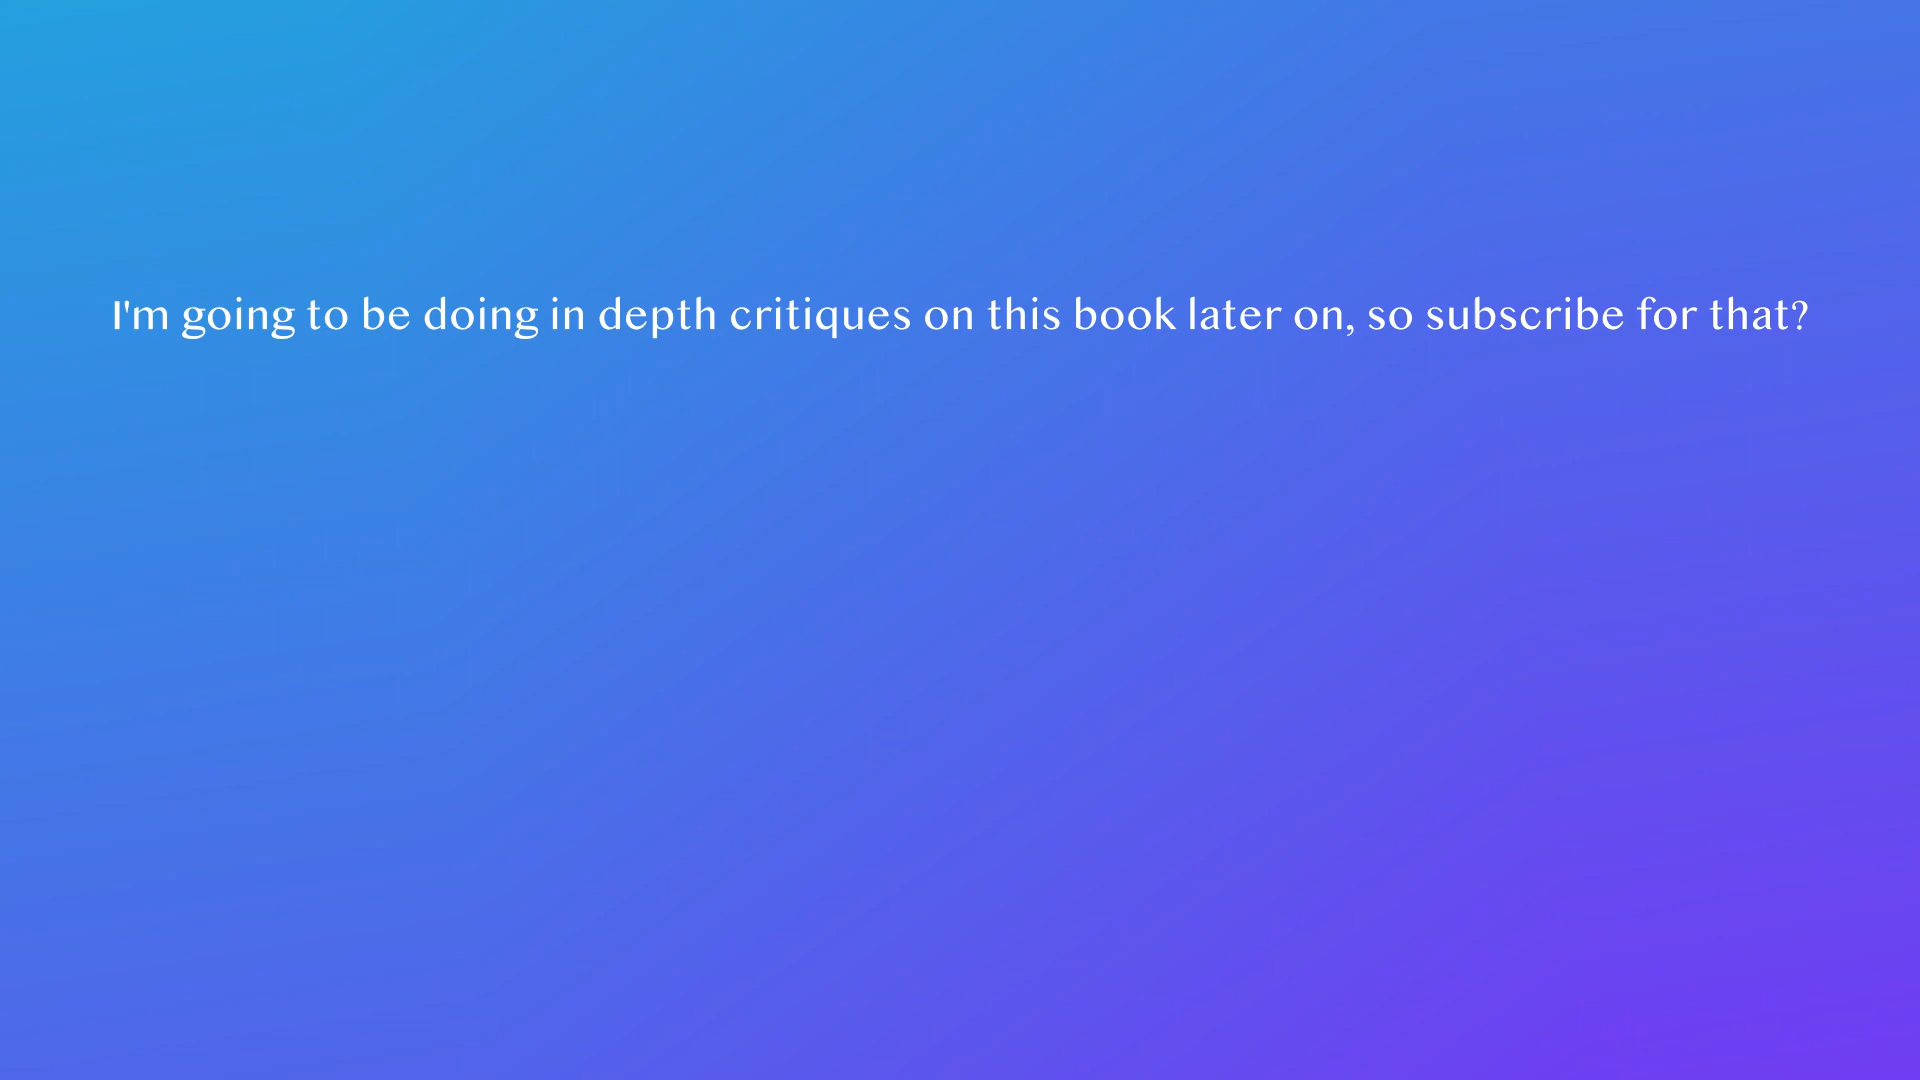 I'm going to be doing in depth critiques on this book later on, so subscribe for that?